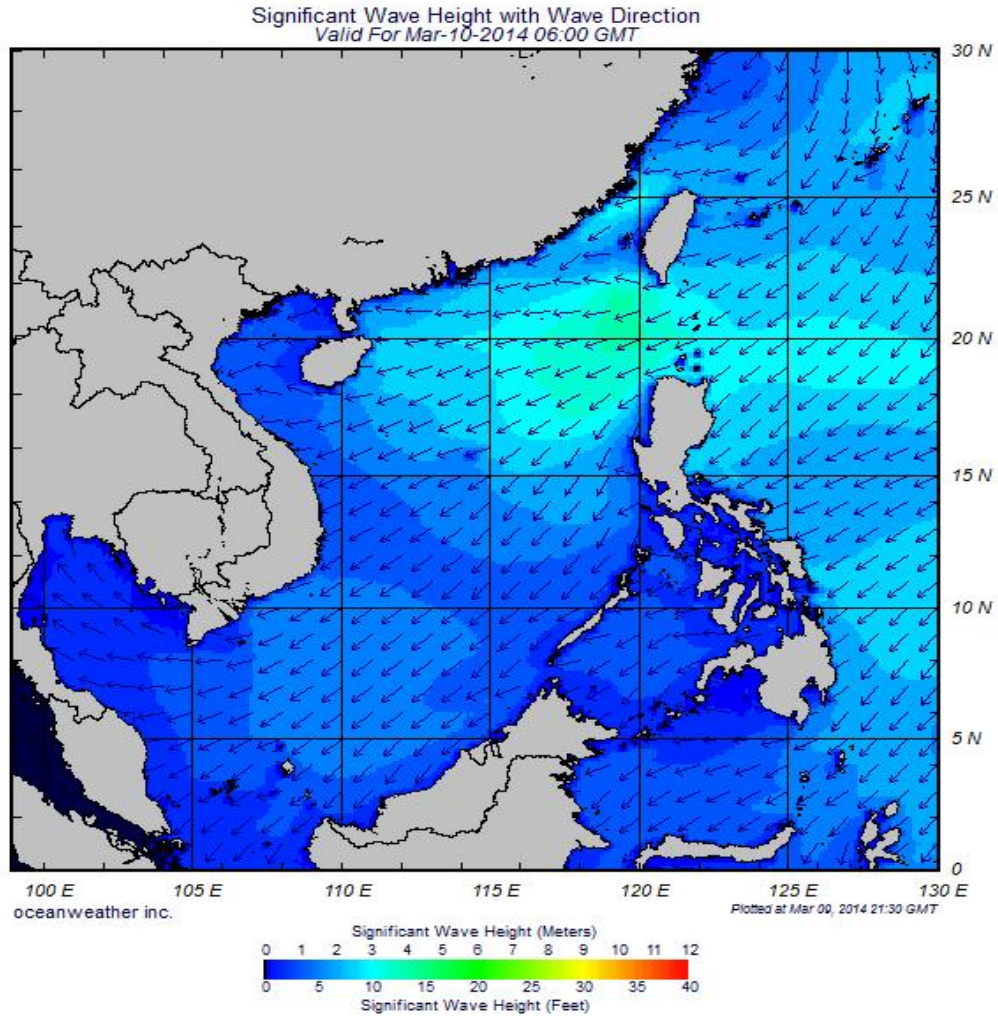 Significant Wave Height with Wave Direction
Valid For Mar-10-2014 06:00 GMT
30 N
25 N
20 N
15 N
10 N
5 N
0
100 E 105 E 110 E 115 E 120 E 125 E 130 E
oceanweather inc.
Plotted at Mar 09, 2014 21:30 GMT
Significant Wave Height (Meters)
0 1 2 3 4 5 6 7 8 9 10 11 12
0 5 10 15 20 25 30 35 40
Significant Wave Height (Feet)